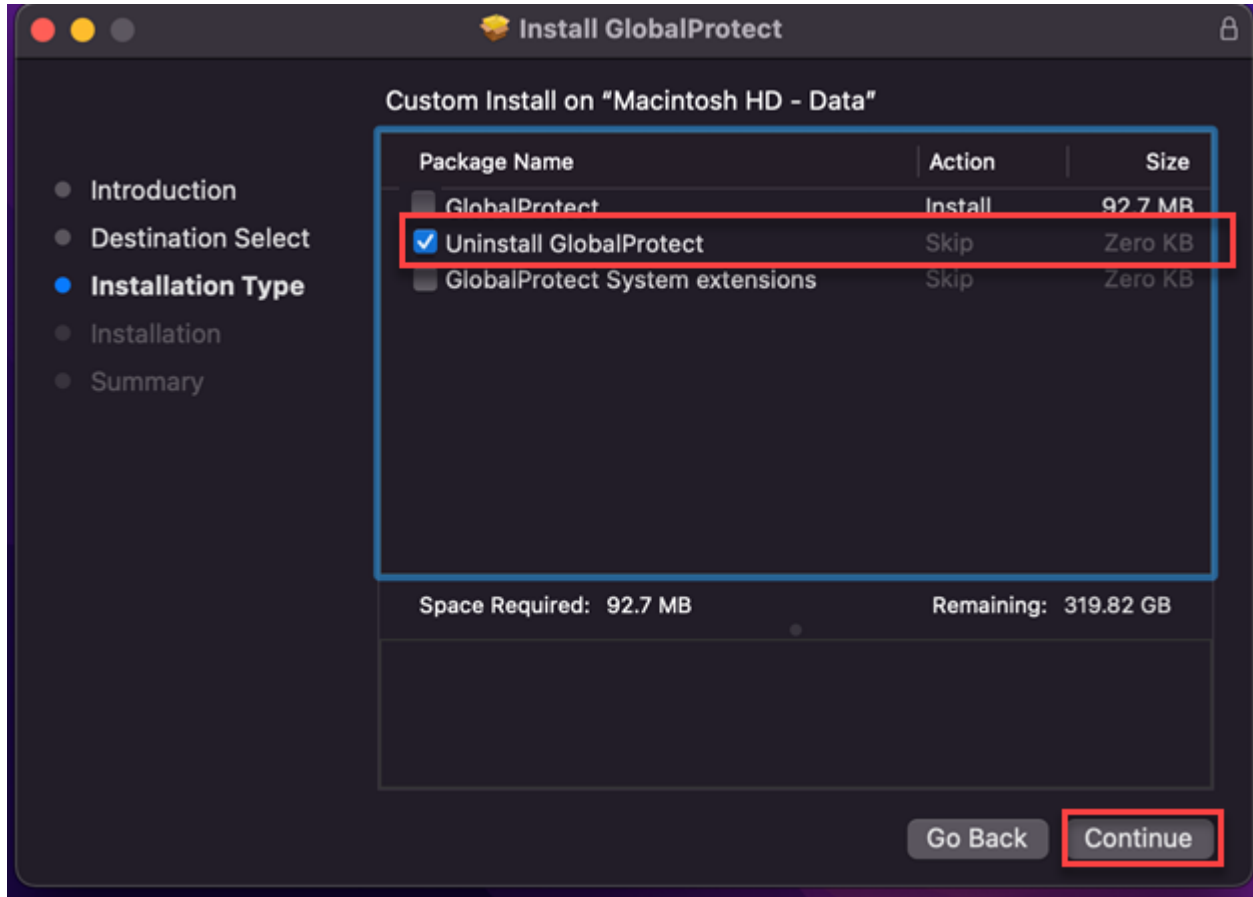 Install GlobalProtect
Custom Install on “Macintosh HD - Data”
Introduction
Destination Select
Installation Type
Installation
Summary
Package Name Action Size
GlobalProtect Install 92.7 MB
Uninstall GlobalProtect Skip Zero KB
GlobalProtect System extensions Skip Zero KB
Space Required: 92.7 MB Remaining: 319.82 GB
Go Back Continue